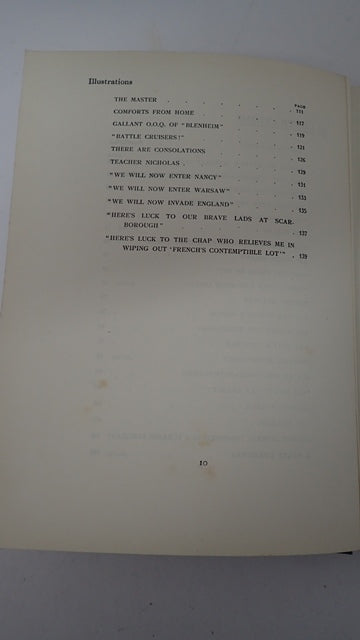 Illustrations
PAGE
THE MASTER . . . . . . . 111
COMFORTS FROM HOME . . . . . 
GALLANT O.O.Q. OF "BLENHEIM" . . . . 117
"BATTLE CRUISERS!" . . . . . 119
THERE ARE CONSOLATIONS . . . . 121
TEACHER NICHOLAS . . . . . . 126
"WE WILL NOW ENTER NANCY" . . . . 129
"WE WILL NOW ENTER WARSAW" . . . . 131
"WE WILL NOW INVADE ENGLAND" . . . 133
"HERE'S LUCK TO OUR BRAVE LADS AT SCAR-
BOROUGH" . . . . . . . 137
"HERE'S LUCK TO THE CHAP WHO RELIEVES ME IN
WIPING OUT 'FRENCH'S CONTEMPTIBLE LOT'" . 139
10